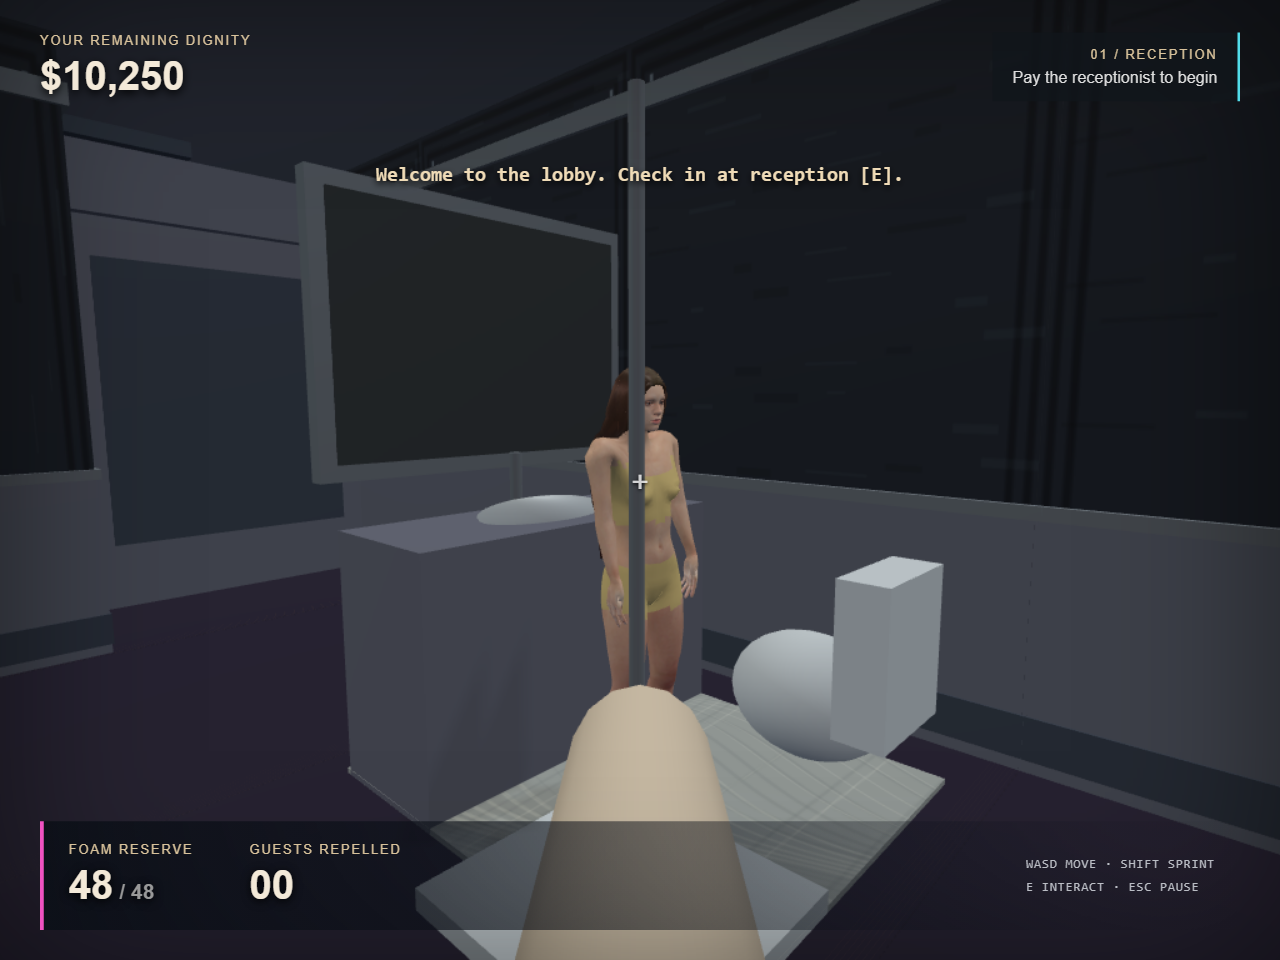 YOUR REMAINING DIGNITY
$10,250
01 / RECEPTION
Pay the receptionist to begin
Welcome to the lobby. Check in at reception [E].
FOAM RESERVE
48 / 48
GUESTS REPELLED
00
WASD MOVE · SHIFT SPRINT
E INTERACT · ESC PAUSE